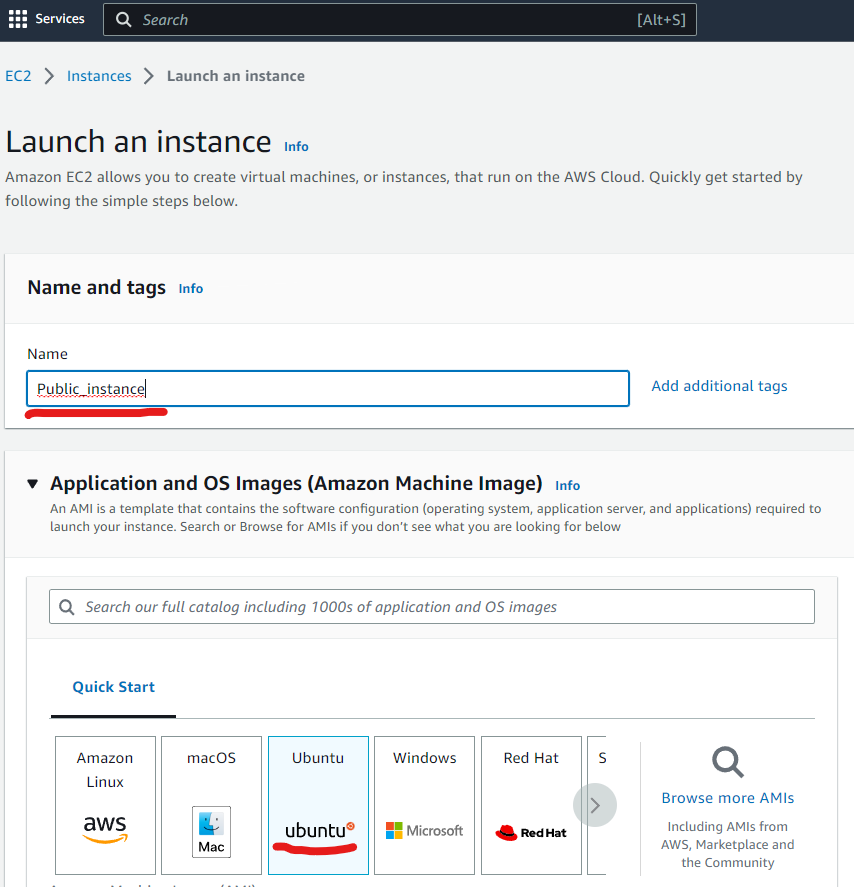 Services
Search [Alt+S]
EC2 Instances Launch an instance
Launch an instance Info
Amazon EC2 allows you to create virtual machines, or instances, that run on the AWS Cloud. Quickly get started by
following the simple steps below.
Name and tags Info
Name
Public_instance
Add additional tags
Application and OS Images (Amazon Machine Image) Info
An AMI is a template that contains the software configuration (operating system, application server, and applications) required to
launch your instance. Search or Browse for AMIs if you don't see what you are looking for below
Search our full catalog including 1000s of application and OS images
Quick Start
Amazon
Linux
aws
macOS
Mac
Ubuntu
ubuntu
Windows
Microsoft
Red Hat
Red Hat
S
Browse more AMIs
Including AMIs from
AWS, Marketplace and
the Community